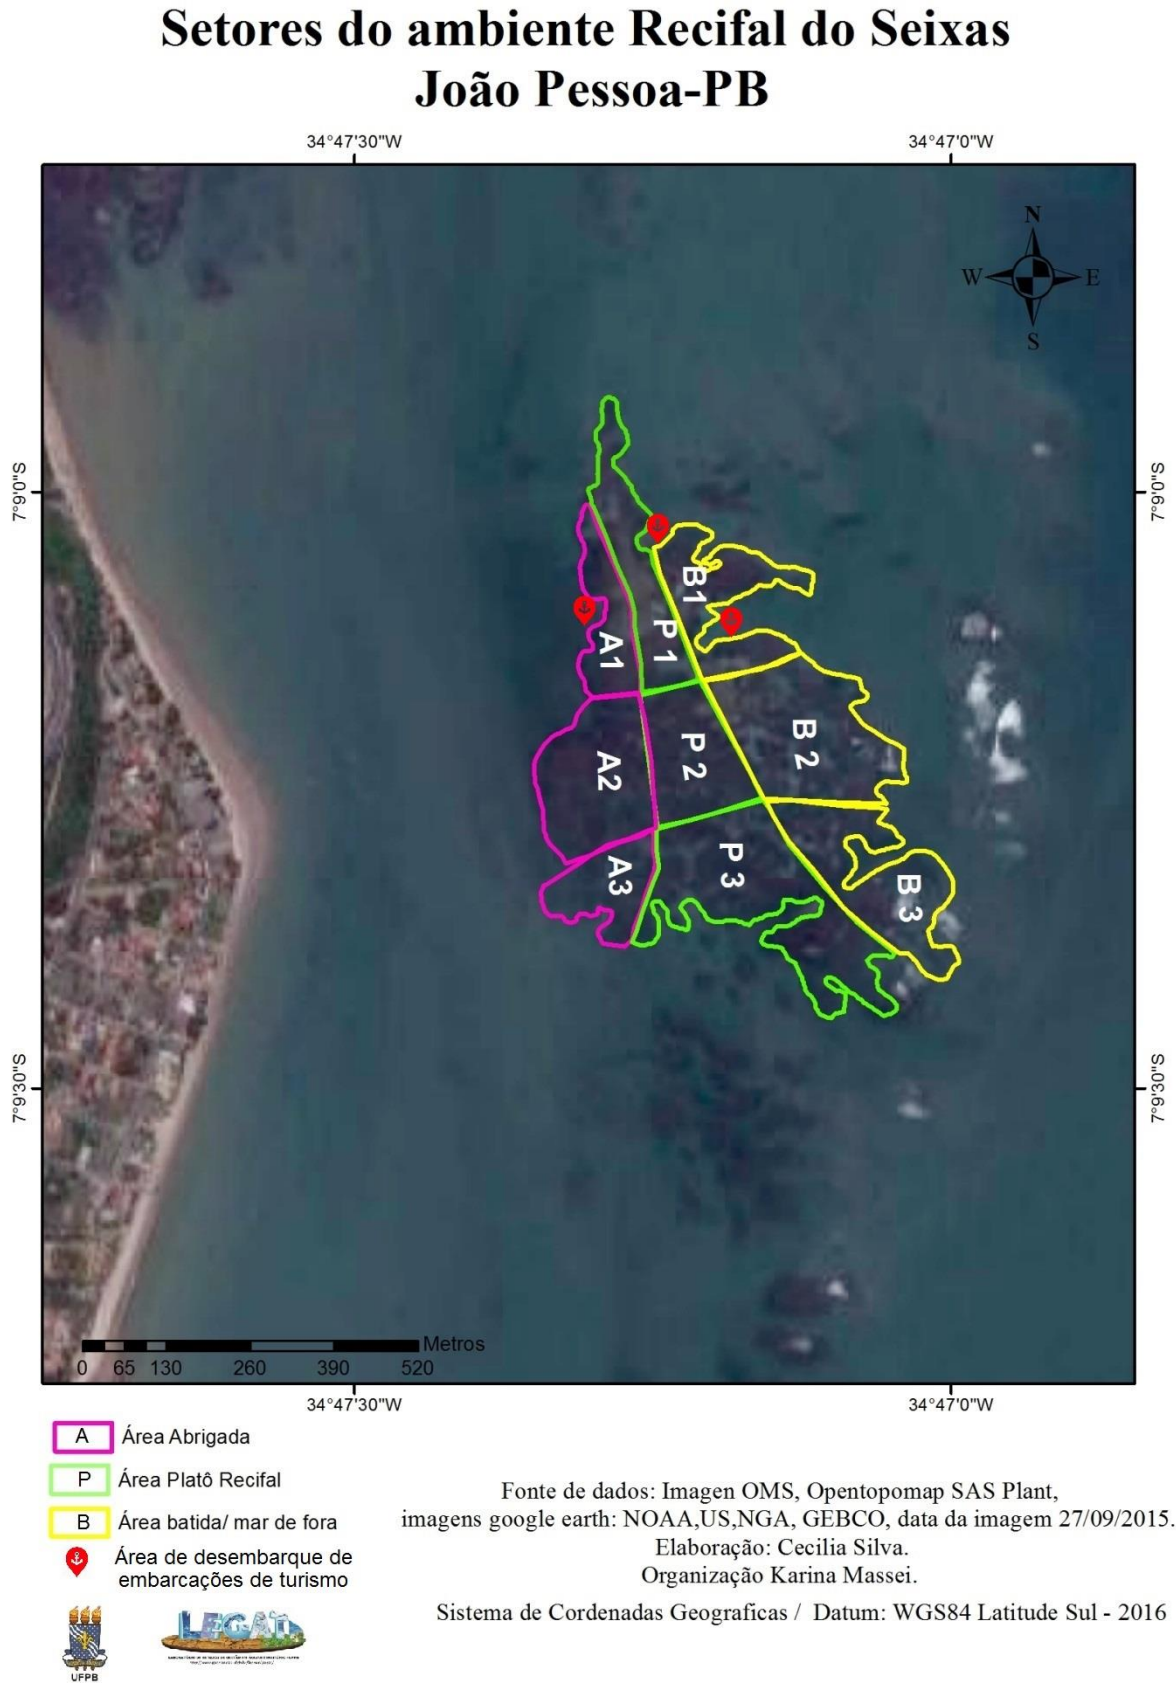 Setores do ambiente Recifal do Seixas
João Pessoa-PB
34°47'30"W
34°47'0"W
N
W
E
S
7°9'0"S
7°9'0"S
B1
P 1
A1
B 2
P 2
A2
P 3
A3
B 3
7°9'30"S
7°9'30"S
Metros
0 65 130 260 390 520
34°47'30"W
34°47'0"W
A Área Abrigada
P Área Platô Recifal
B Área batida/ mar de fora
Área de desembarque de
embarcações de turismo
Fonte de dados: Imagen OMS, Opentopomap SAS Plant,
imagens google earth: NOAA,US,NGA, GEBCO, data da imagem 27/09/2015.
Elaboração: Cecilia Silva.
Organização Karina Massei.
Sistema de Cordenadas Geograficas / Datum: WGS84 Latitude Sul - 2016
UFPB
LEGAT